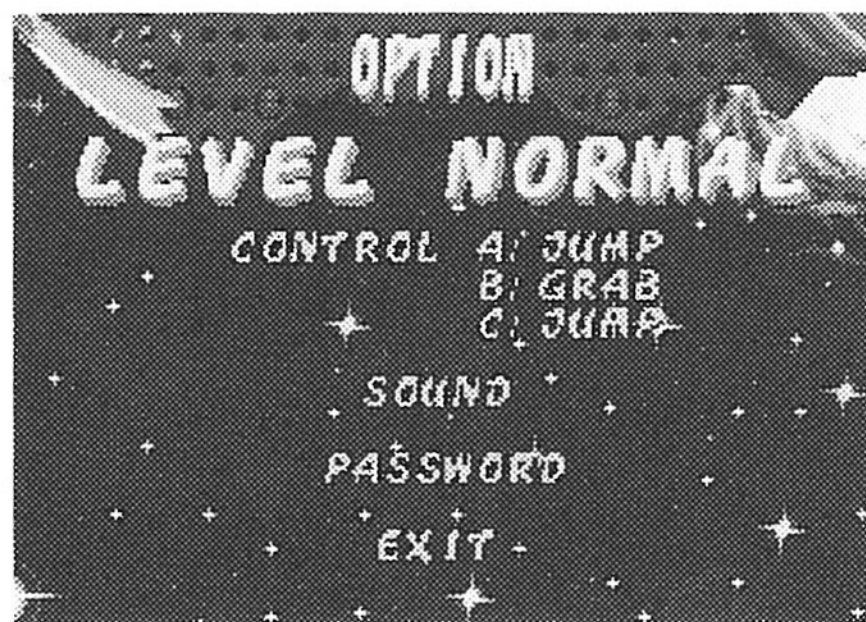 OPTION
LEVEL NORMAL
CONTROL A: JUMP
B: GRAB
C: JUMP
SOUND
PASSWORD
EXIT